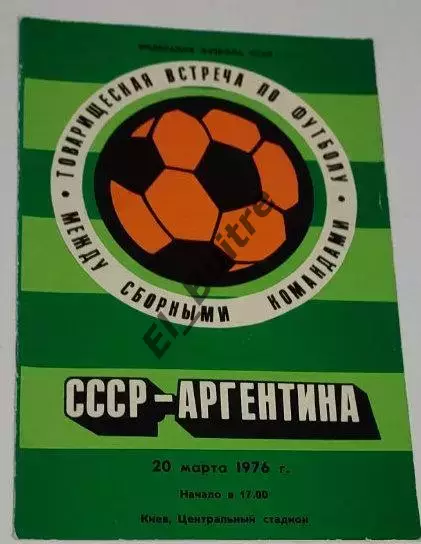 ФЕДЕРАЦИЯ ФУТБОЛА СССР
ТОВАРИЩЕСКАЯ ВСТРЕЧА ПО ФУТБОЛУ
МЕЖДУ СБОРНЫМИ КОМАНДАМИ
El_Buitre
СССР-АРГЕНТИНА
20 марта 1976 г.
Начало в 17.00
Киев, Центральный стадион